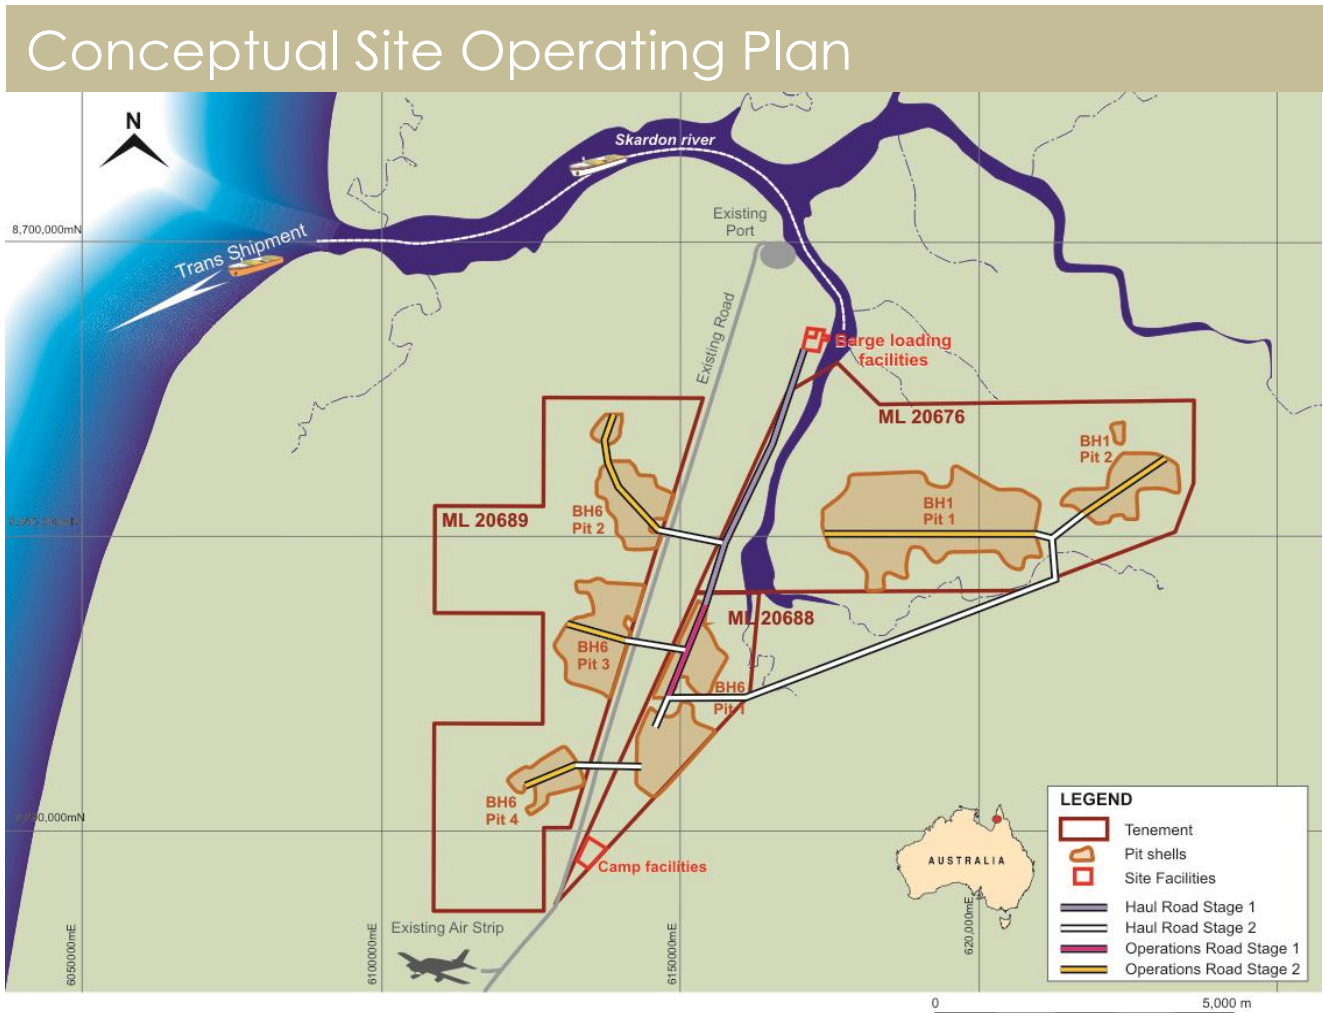 Conceptual Site Operating Plan
N
Skardon river
8,700,000mN
Trans Shipment
Existing
Port
Existing Road
Barge loading
facilities
ML 20676
BH1
Pit 2
BH1
Pit 1
ML 20689
BH6
Pit 2
ML 20688
BH6
Pit 3
BH6
Pit 1
BH6
Pit 4
Camp facilities
Existing Air Strip
6050000mE
6100000mE
6150000mE
620,000mE
AUSTRALIA
LEGEND
Tenement
Pit shells
Site Facilities
Haul Road Stage 1
Haul Road Stage 2
Operations Road Stage 1
Operations Road Stage 2
0
5,000 m